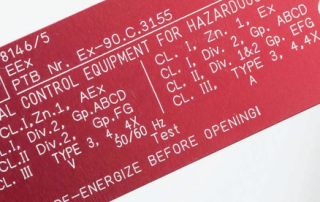 8146/5
EEx
PTB Nr. Ex-90.C.3155
AL CONTROL EQUIPMENT FOR HAZARDOU
CL.I,Zn.1, AEx
CL.I,Div.2, Gp.ABCD
CL.II, Div.2, Gp.FG
CL. III TYPE 3, 4, 4X
V 50/60 Hz
Test
CL. I, Zn.1, Ex
CL. I, Div. 2, Gp. ABCD
CL. II, Div. 1&2 Gp. EFG
CL. III, TYPE 3, 4,4X
A
DE-ENERGIZE BEFORE OPENING!